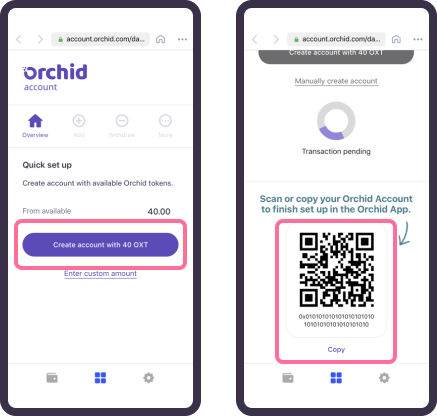 account.orchid.com/da...
orchid
account
Overview
Add
Withdraw
More
Quick set up
Create account with available Orchid tokens.
From available
40.00
Create account with 40 OXT
Enter custom amount
account.orchid.com/da...
Create account with 40 OXT
Manually create account
Transaction pending
Scan or copy your Orchid Account
to finish set up in the Orchid App.
0x01010101010101010101
10101010101010101010
Copy